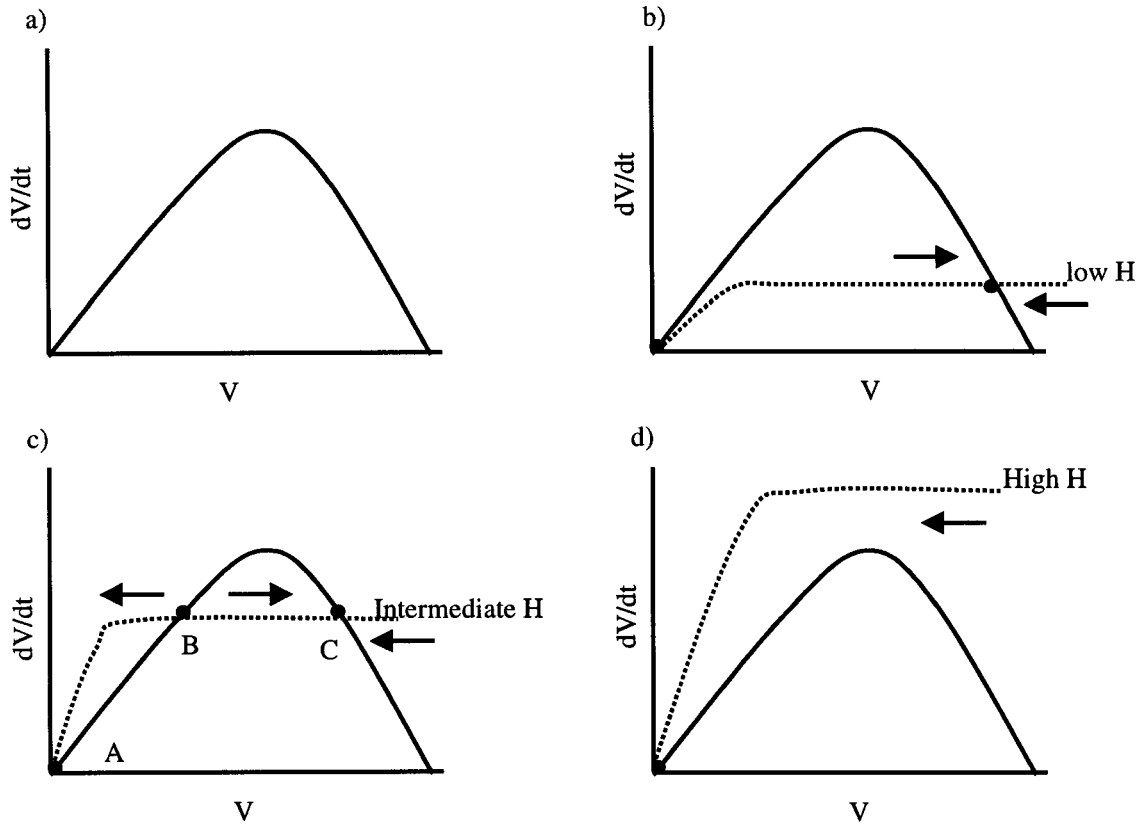 a)
dV/dt
V
b)
dV/dt
low H
V
c)
dV/dt
Intermediate H
B
C
A
V
d)
dV/dt
High H
V